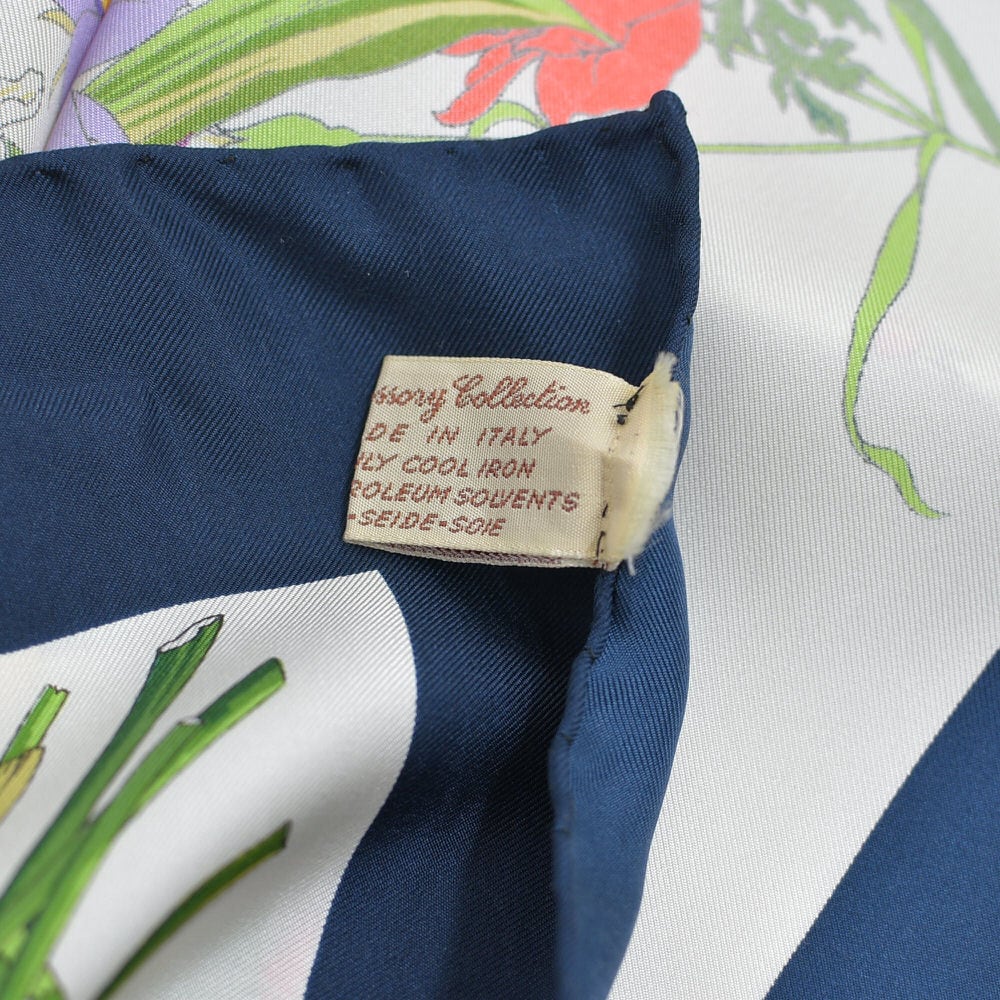 ssory Collection
DE IN ITALY
LY COOL IRON
ROLEUM SOLVENTS
-SEIDE-SOIE